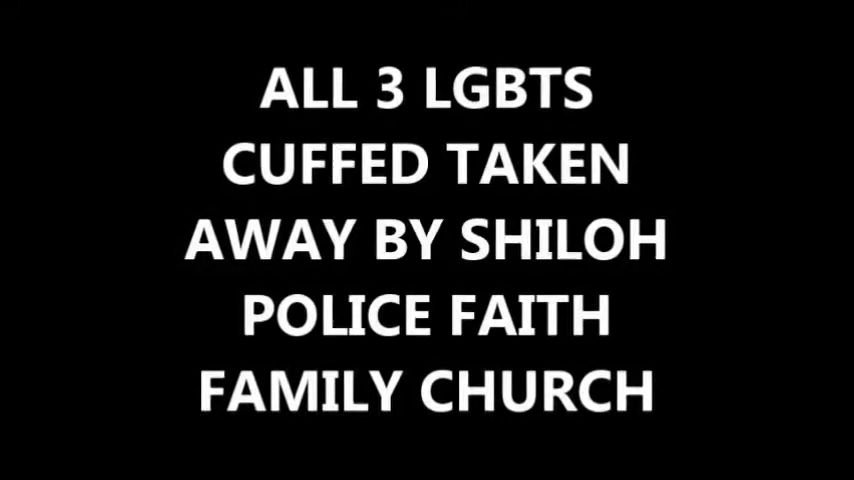 ALL 3 LGBTS
CUFFED TAKEN
AWAY BY SHILOH
POLICE FAITH
FAMILY CHURCH